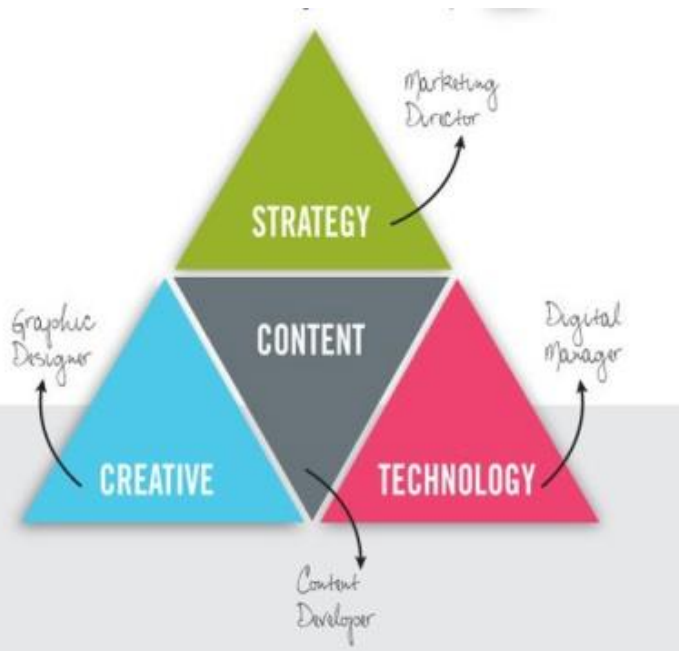 Marketing
Director
STRATEGY
CONTENT
Graphic
Designer
Digital
Manager
CREATIVE
TECHNOLOGY
Content
Developer